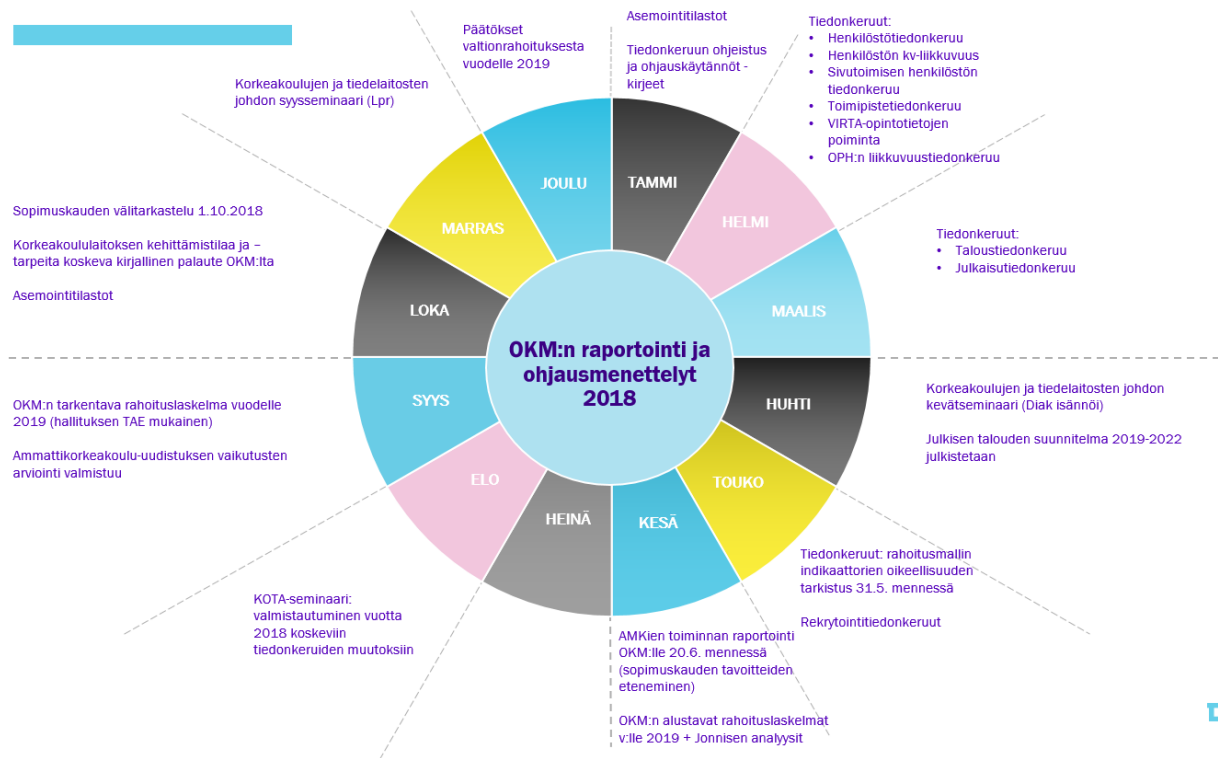 Asemointitilastot
Tiedonkeruun ohjeistus
ja ohjauskäytännöt -
kirjeet
Tiedonkeruut:
• Henkilöstötiedonkeruu
• Henkilöstön kv-liikkuvuus
• Sivutoimisen henkilöstön
tiedonkeruu
• Toimipistetiedonkeruu
• VIRTA-opintotietojen
poiminta
• OPH:n liikkuvuustiedonkeruu
Tiedonkeruut:
• Taloustiedonkeruu
• Julkaisutiedonkeruu
Korkeakoulujen ja tiedelaitosten johdon
kevätseminaari (Diak isännöi)
Julkisen talouden suunnitelma 2019-2022
julkistetaan
Tiedonkeruut: rahoitusmallin
indikaattorien oikeellisuuden
tarkistus 31.5. mennessä
Rekrytointitiedonkeruut
AMKien toiminnan raportointi
OKM:lle 20.6. mennessä
(sopimuskauden tavoitteiden
eteneminen)
OKM:n alustavat rahoituslaskelmat
v:lle 2019 + Jonnisen analyysit
KOTA-seminaari:
valmistautuminen vuotta
2018 koskeviin
tiedonkeruiden muutoksiin
OKM:n tarkentava rahoituslaskelma vuodelle
2019 (hallituksen TAE mukainen)
Ammattikorkeakoulu-uudistuksen vaikutusten
arviointi valmistuu
Sopimuskauden välitarkastelu 1.10.2018
Korkeakoululaitoksen kehittämistilaa ja –
tarpeita koskeva kirjallinen palaute OKM:lta
Asemointitilastot
Korkeakoulujen ja tiedelaitosten
johdon syysseminaari (Lpr)
Päätökset
valtionrahoituksesta
vuodelle 2019
TAMMI
HELMI
MAALIS
HUHTI
TOUKO
KESÄ
HEINÄ
ELO
SYYS
LOKA
MARRAS
JOULU
OKM:n raportointi ja
ohjausmenettelyt
2018